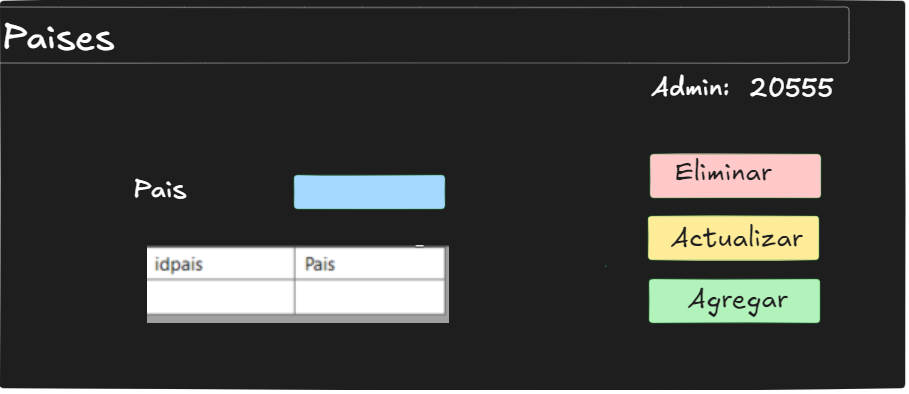 Paises
Admin: 20555
Pais
Eliminar
Actualizar
idpais Pais
Agregar